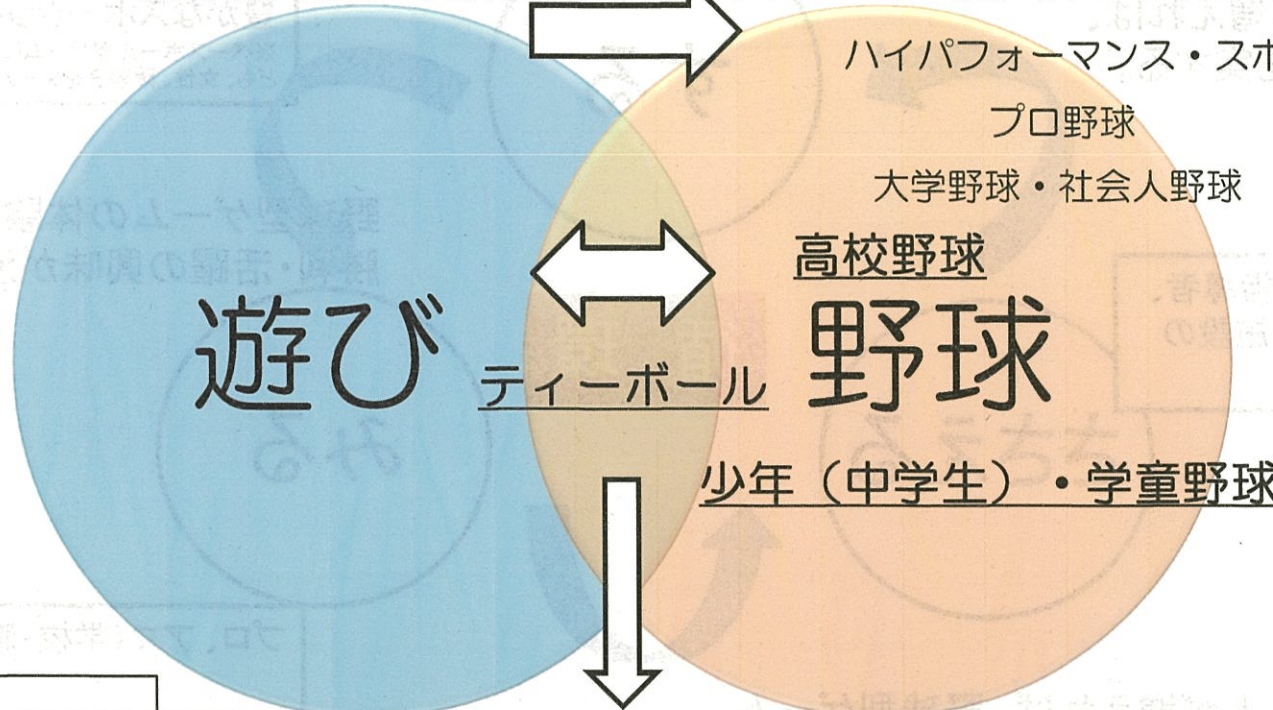 ハイパフォーマンス・スポ
プロ野球
大学野球・社会人野球
高校野球
遊び
野球
ティーボール
少年（中学生）・学童野球